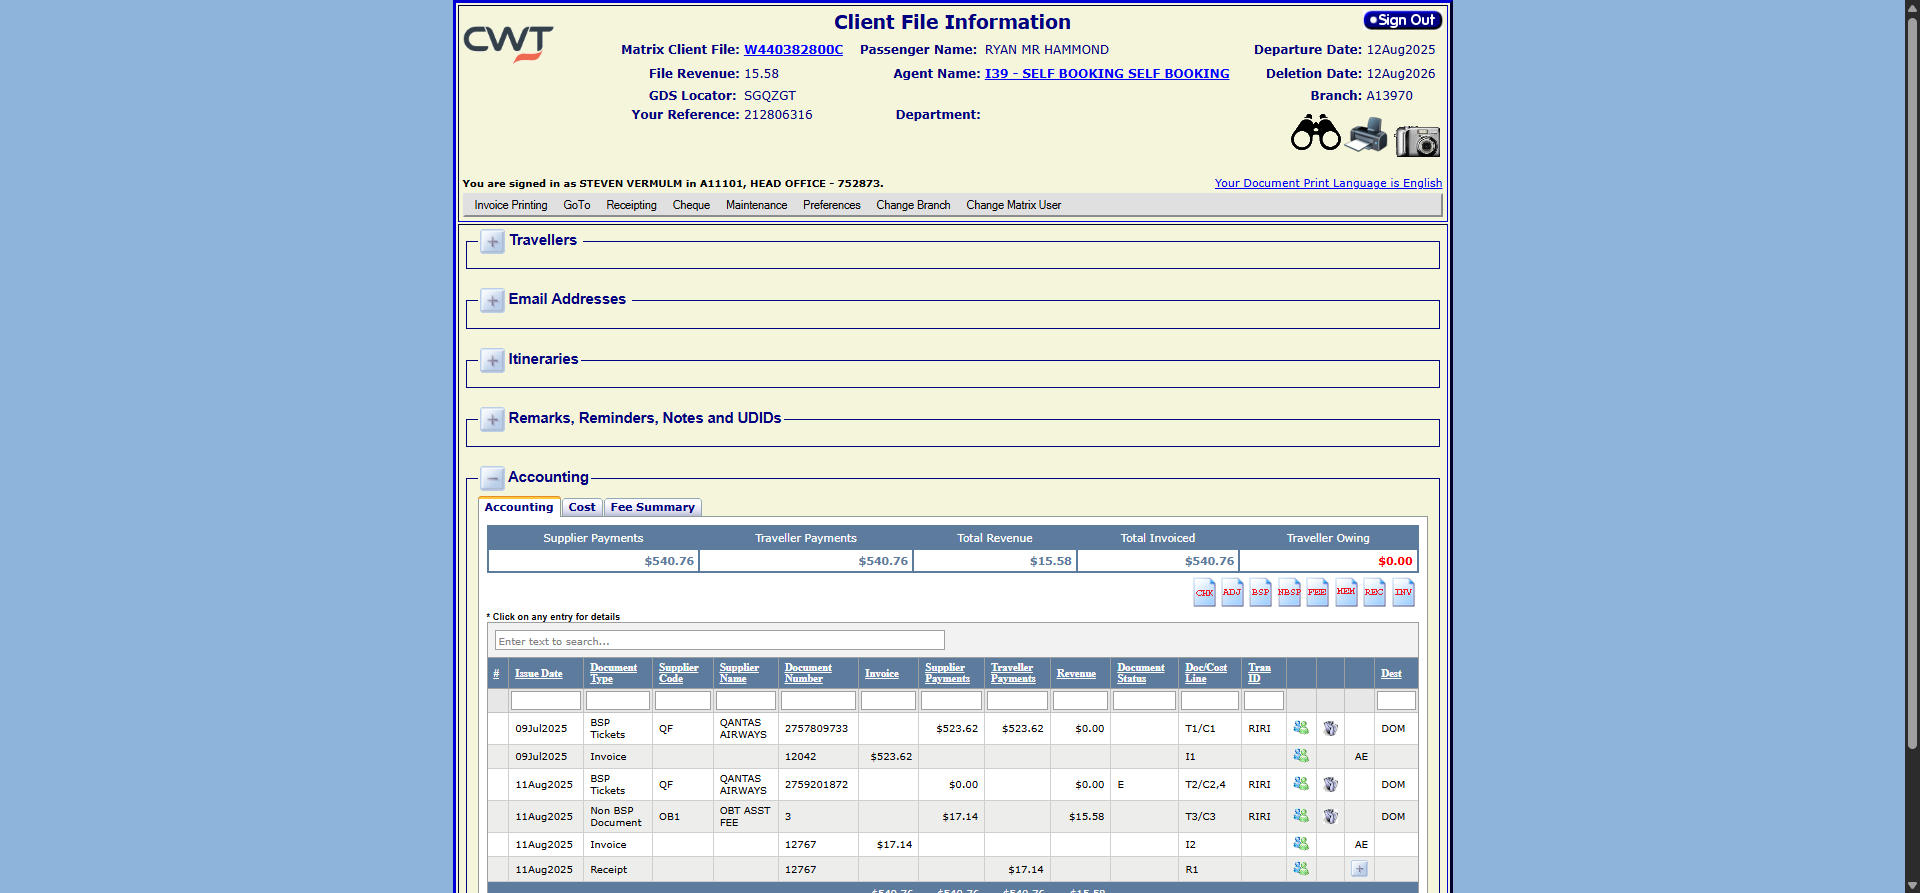 CWT
Client File Information
Sign Out
Matrix Client File: W440382800C Passenger Name: RYAN MR HAMMOND Departure Date: 12Aug2025
File Revenue: 15.58 Agent Name: I39 - SELF BOOKING SELF BOOKING Deletion Date: 12Aug2026
GDS Locator: SGQZGT Branch: A13970
Your Reference: 212806316 Department:
You are signed in as STEVEN VERMULM in A11101, HEAD OFFICE - 752873. Your Document Print Language is English
Invoice Printing GoTo Receipting Cheque Maintenance Preferences Change Branch Change Matrix User
Travellers
Email Addresses
Itineraries
Remarks, Reminders, Notes and UDIDs
Accounting
Accounting Cost Fee Summary
Supplier Payments Traveller Payments Total Revenue Total Invoiced Traveller Owing
$540.76 $540.76 $15.58 $540.76 $0.00
CHX ADJ BSP NBSP FEE MEM REC INV
* Click on any entry for details
Enter text to search...
# Issue Date Document Type Supplier Code Supplier Name Document Number Invoice Supplier Payments Traveller Payments Revenue Document Status Doc/Cost Line Tran ID Dest
09Jul2025 BSP Tickets QF QANTAS AIRWAYS 2757809733 $523.62 $523.62 $0.00 T1/C1 RIRI DOM
09Jul2025 Invoice 12042 $523.62 I1 AE
11Aug2025 BSP Tickets QF QANTAS AIRWAYS 2759201872 $0.00 $0.00 E T2/C2,4 RIRI DOM
11Aug2025 Non BSP Document OB1 OBT ASST FEE 3 $17.14 $15.58 T3/C3 RIRI DOM
11Aug2025 Invoice 12767 $17.14 I2 AE
11Aug2025 Receipt 12767 $17.14 R1
$540.76 $540.76 $540.76 $15.58